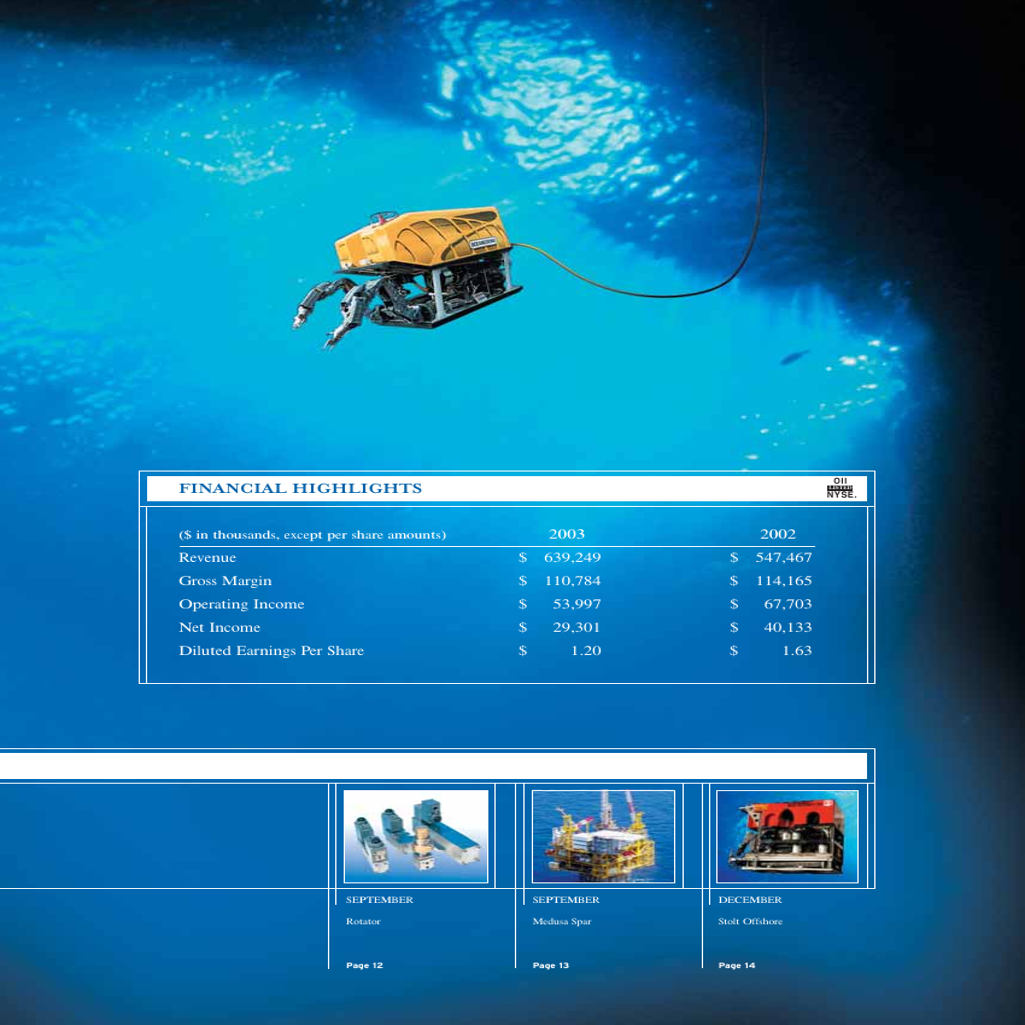 FINANCIAL HIGHLIGHTS
OII
NYSE.
($ in thousands, except per share amounts) 2003 2002
Revenue $ 639,249 $ 547,467
Gross Margin $ 110,784 $ 114,165
Operating Income $ 53,997 $ 67,703
Net Income $ 29,301 $ 40,133
Diluted Earnings Per Share $ 1.20 $ 1.63
SEPTEMBER
Rotator
Page 12
SEPTEMBER
Medusa Spar
Page 13
DECEMBER
Stolt Offshore
Page 14